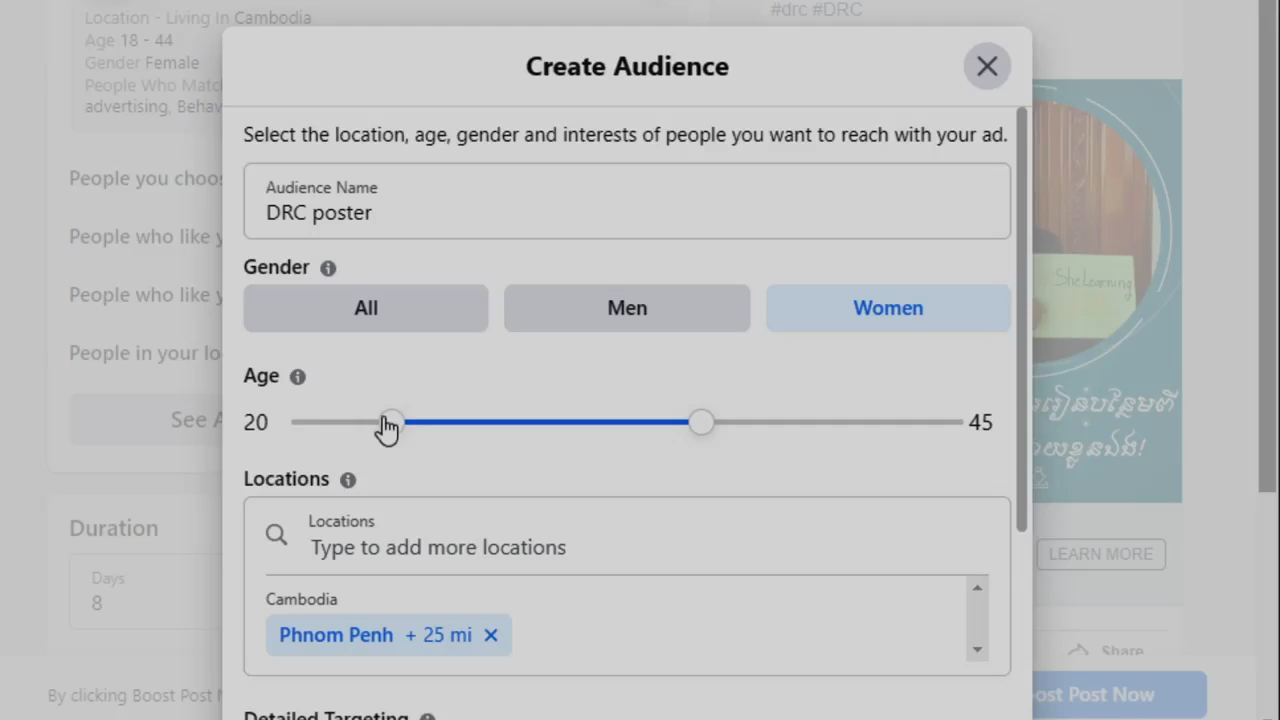 Location - Living In Cambodia
Age 18 - 44
Gender Female
People Who Match
advertising, Behav
#drc #DRC
Create Audience
Select the location, age, gender and interests of people you want to reach with your ad.
Audience Name
DRC poster
Gender
All
Men
Women
Age
20
45
Locations
Locations
Type to add more locations
Cambodia
Phnom Penh + 25 mi
Detailed Targeting
People you choos
People who like y
People who like y
People in your lo
See A
Duration
Days
8
By clicking Boost Post N
SheLearning
LEARN MORE
Share
ost Post Now